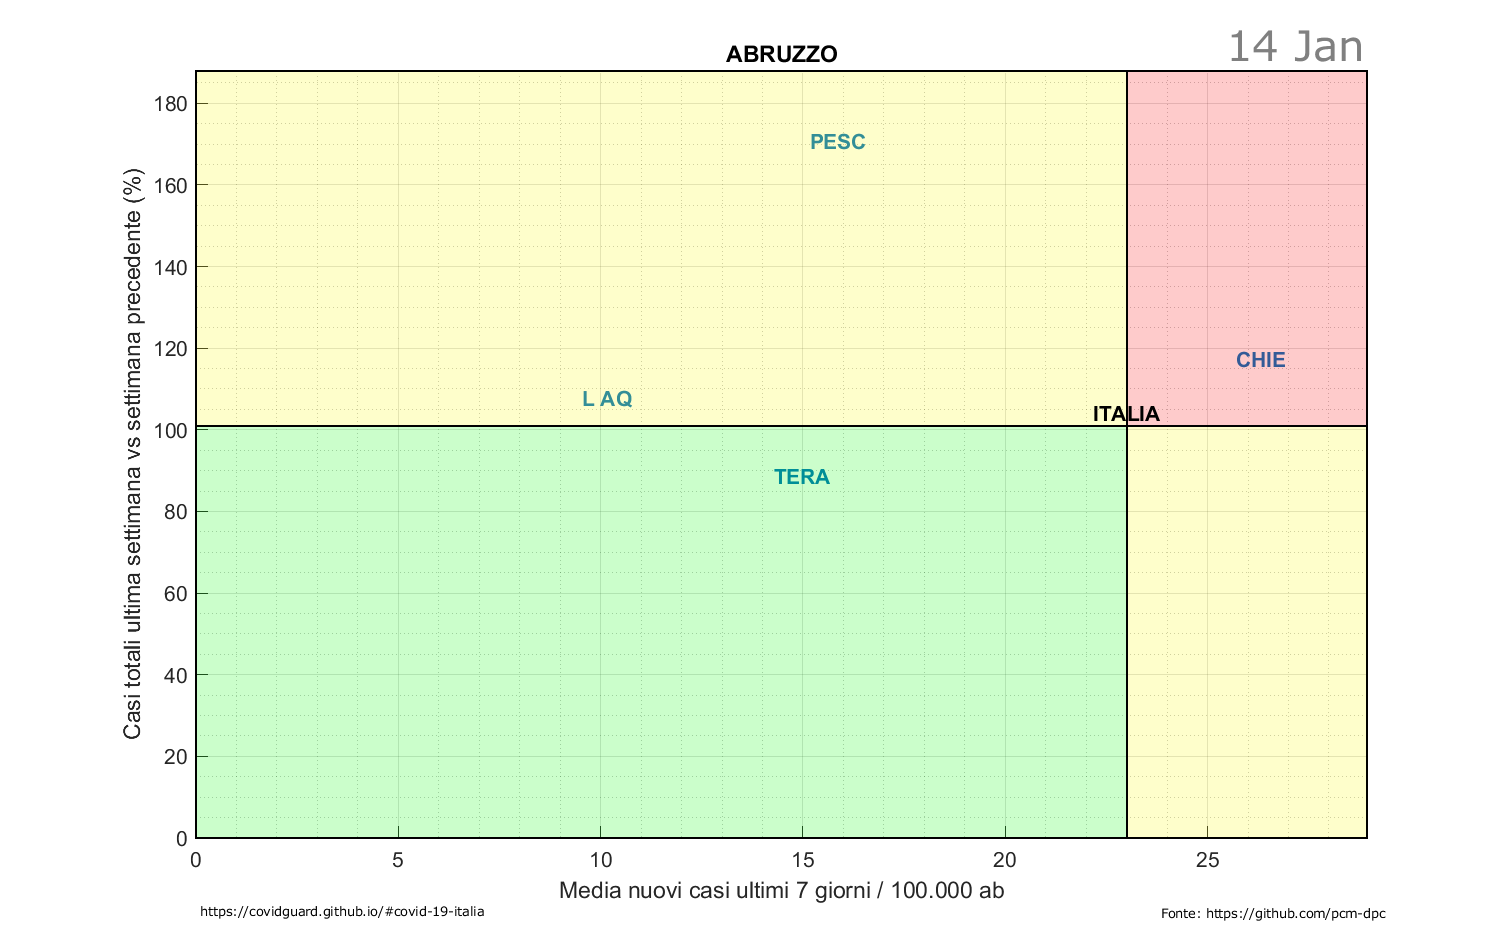 14 Jan
ABRUZZO
Casi totali ultima settimana vs settimana precedente (%)
180
160
140
120
100
80
60
40
20
0
PESC
CHIE
L AQ
ITALIA
TERA
0 5 10 15 20 25
Media nuovi casi ultimi 7 giorni / 100.000 ab
https://covidguard.github.io/#covid-19-italia
Fonte: https://github.com/pcm-dpc